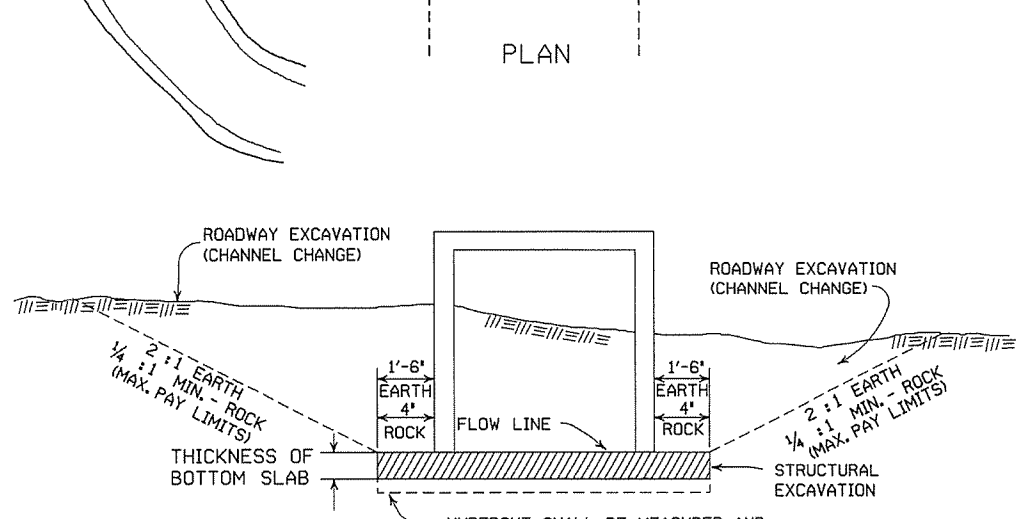 PLAN
ROADWAY EXCAVATION
(CHANNEL CHANGE)
ROADWAY EXCAVATION
(CHANNEL CHANGE)
2 :1 EARTH
¼ :1 MIN. - ROCK
(MAX. PAY LIMITS)
1'-6"
EARTH
4"
ROCK
1'-6"
EARTH
4"
ROCK
2 :1 EARTH
¼ :1 MIN. - ROCK
(MAX. PAY LIMITS)
FLOW LINE
THICKNESS OF
BOTTOM SLAB
STRUCTURAL
EXCAVATION